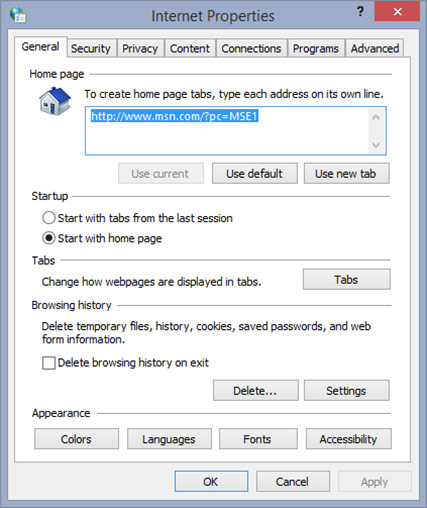 Internet Properties
?
General Security Privacy Content Connections Programs Advanced
Home page
To create home page tabs, type each address on its own line.
http://www.msn.com/?pc=MSE1
Use current Use default Use new tab
Startup
Start with tabs from the last session
Start with home page
Tabs
Change how webpages are displayed in tabs. Tabs
Browsing history
Delete temporary files, history, cookies, saved passwords, and web
form information.
Delete browsing history on exit
Delete... Settings
Appearance
Colors Languages Fonts Accessibility
OK Cancel Apply